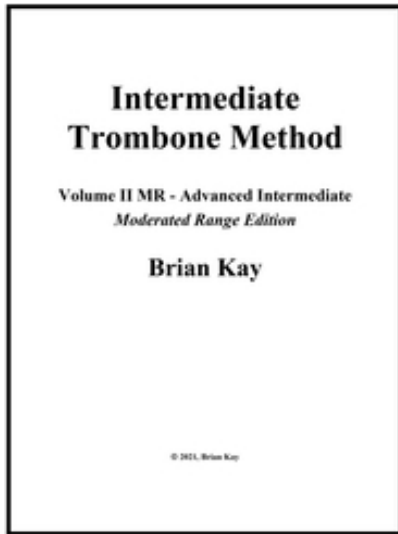 Intermediate
Trombone Method
Volume II MR - Advanced Intermediate
Moderated Range Edition
Brian Kay
© 2021, Brian Kay